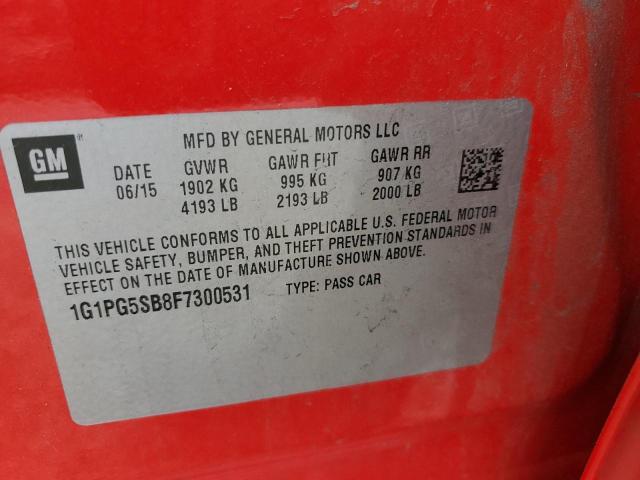 MFD BY GENERAL MOTORS LLC
GM
DATE GVWR GAWR FRT GAWR RR
06/15 1902 KG 995 KG 907 KG
4193 LB 2193 LB 2000 LB
THIS VEHICLE CONFORMS TO ALL APPLICABLE U.S. FEDERAL MOTOR
VEHICLE SAFETY, BUMPER, AND THEFT PREVENTION STANDARDS IN
EFFECT ON THE DATE OF MANUFACTURE SHOWN ABOVE.
1G1PG5SB8F7300531 TYPE: PASS CAR